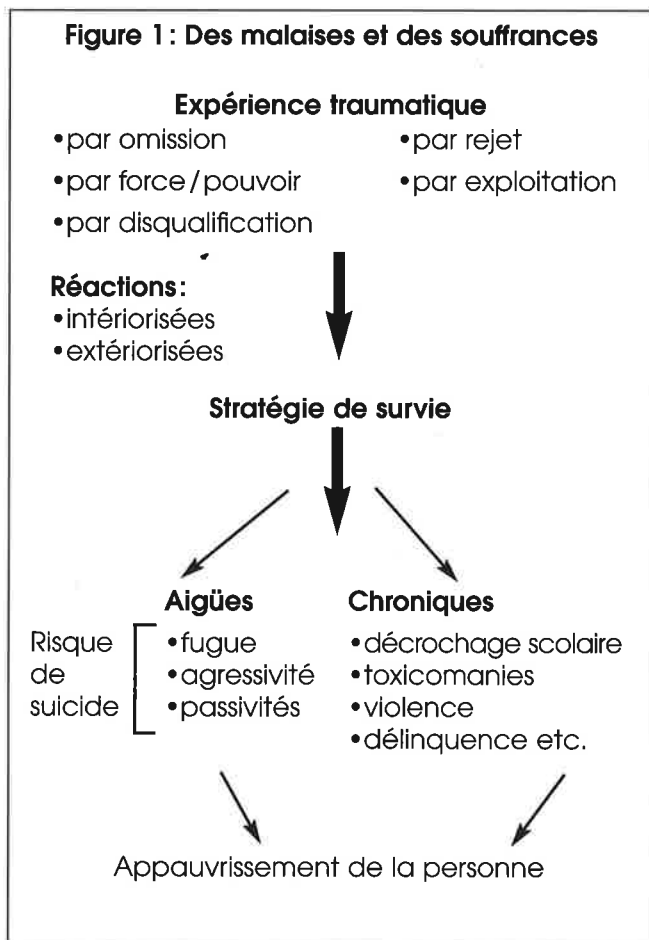 Figure 1 : Des malaises et des souffrances
Expérience traumatique
•par omission •par rejet
•par force / pouvoir •par exploitation
•par disqualification
Réactions:
•intériorisées
•extériorisées
Stratégie de survie
Aigües Chroniques
Risque •fugue •décrochage scolaire
de •agressivité •toxicomanies
suicide •passivités •violence
•délinquence etc.
Appauvrissement de la personne